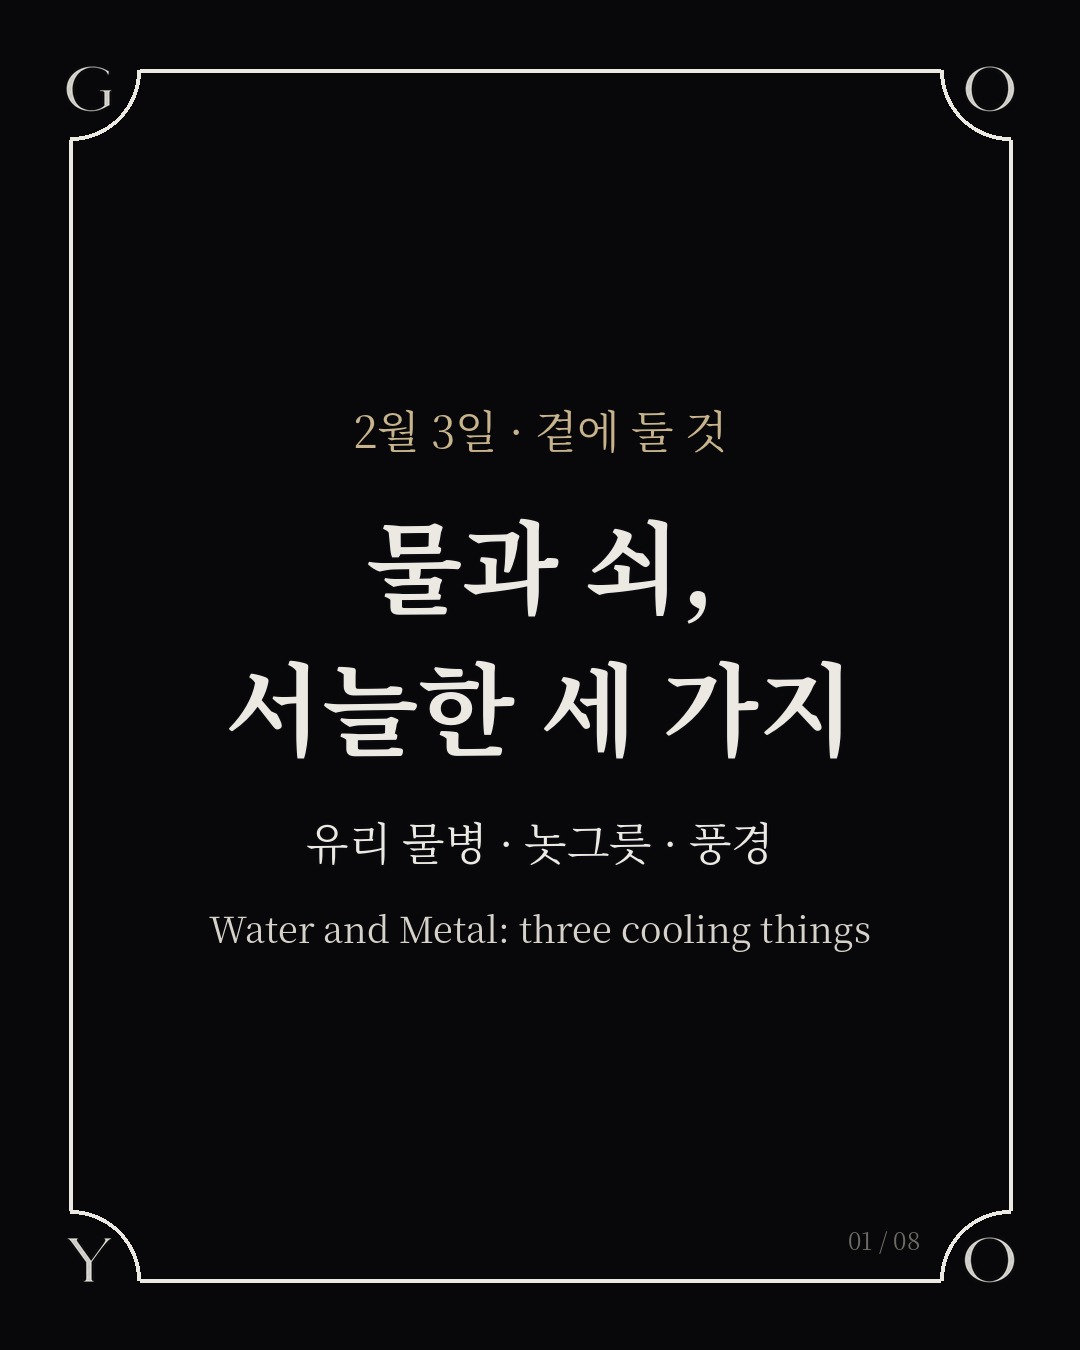 G O
2월 3일 · 곁에 둘 것
물과 쇠,
서늘한 세 가지
유리 물병 · 놋그릇 · 풍경
Water and Metal: three cooling things
01 / 08
Y O